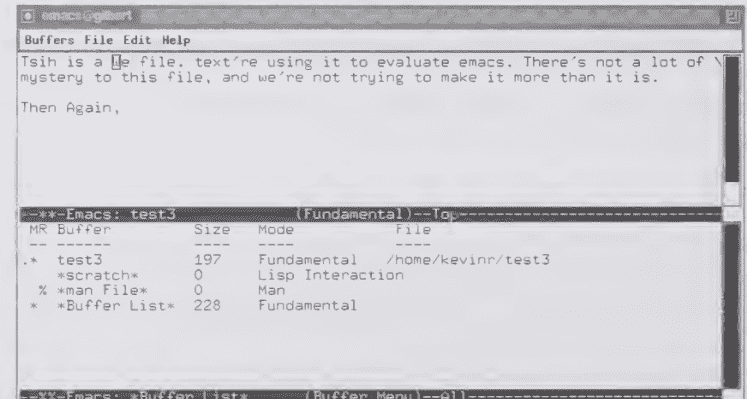 emacs@gilbert
Buffers File Edit Help
Tsih is a We file. text're using it to evaluate emacs. There's not a lot of \
mystery to this file, and we're not trying to make it more than it is.
Then Again,
--**-Emacs: test3 (Fundamental)--Top--------------------------------
MR Buffer Size Mode File
-- ------ ---- ---- ----
.* test3 197 Fundamental /home/kevinr/test3
*scratch* 0 Lisp Interaction
% *man File* 0 Man
* *Buffer List* 228 Fundamental
--%%-Emacs: *Buffer List* (Buffer Menu)--All--------------------------------